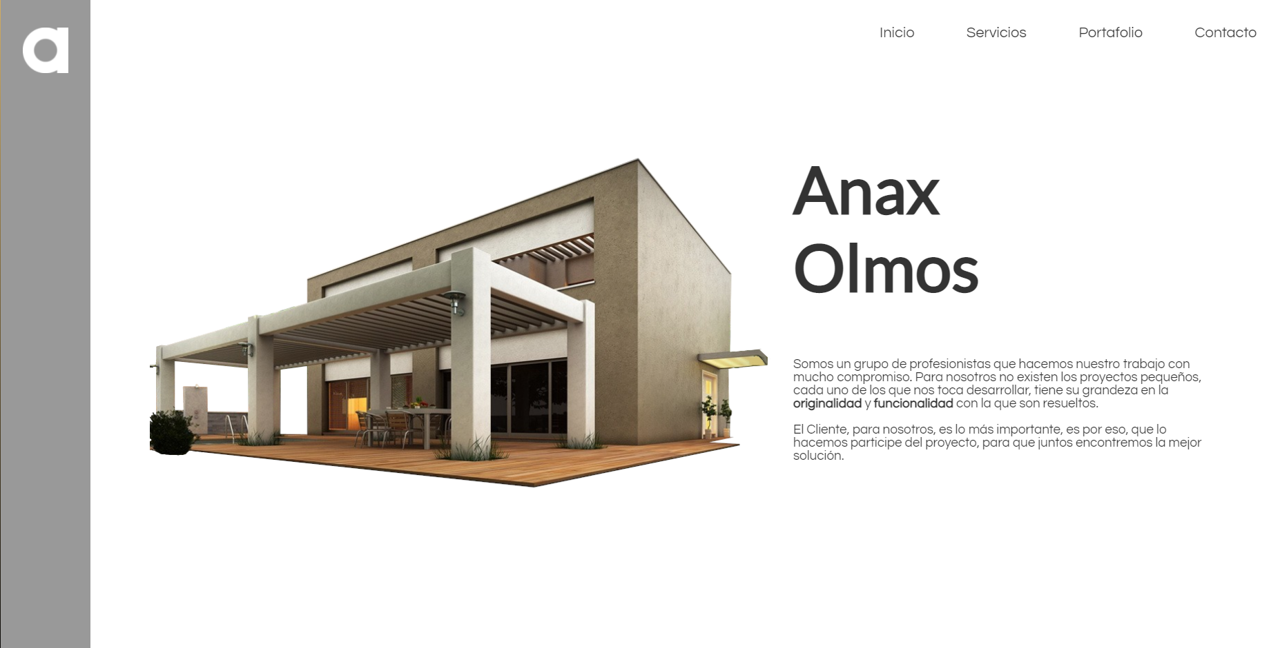 a
Inicio Servicios Portafolio Contacto
Anax
Olmos
Somos un grupo de profesionistas que hacemos nuestro trabajo con
mucho compromiso. Para nosotros no existen los proyectos pequeños,
cada uno de los que nos toca desarrollar, tiene su grandeza en la
originalidad y funcionalidad con la que son resueltos.
El Cliente, para nosotros, es lo más importante, es por eso, que lo
hacemos participe del proyecto, para que juntos encontremos la mejor
solución.